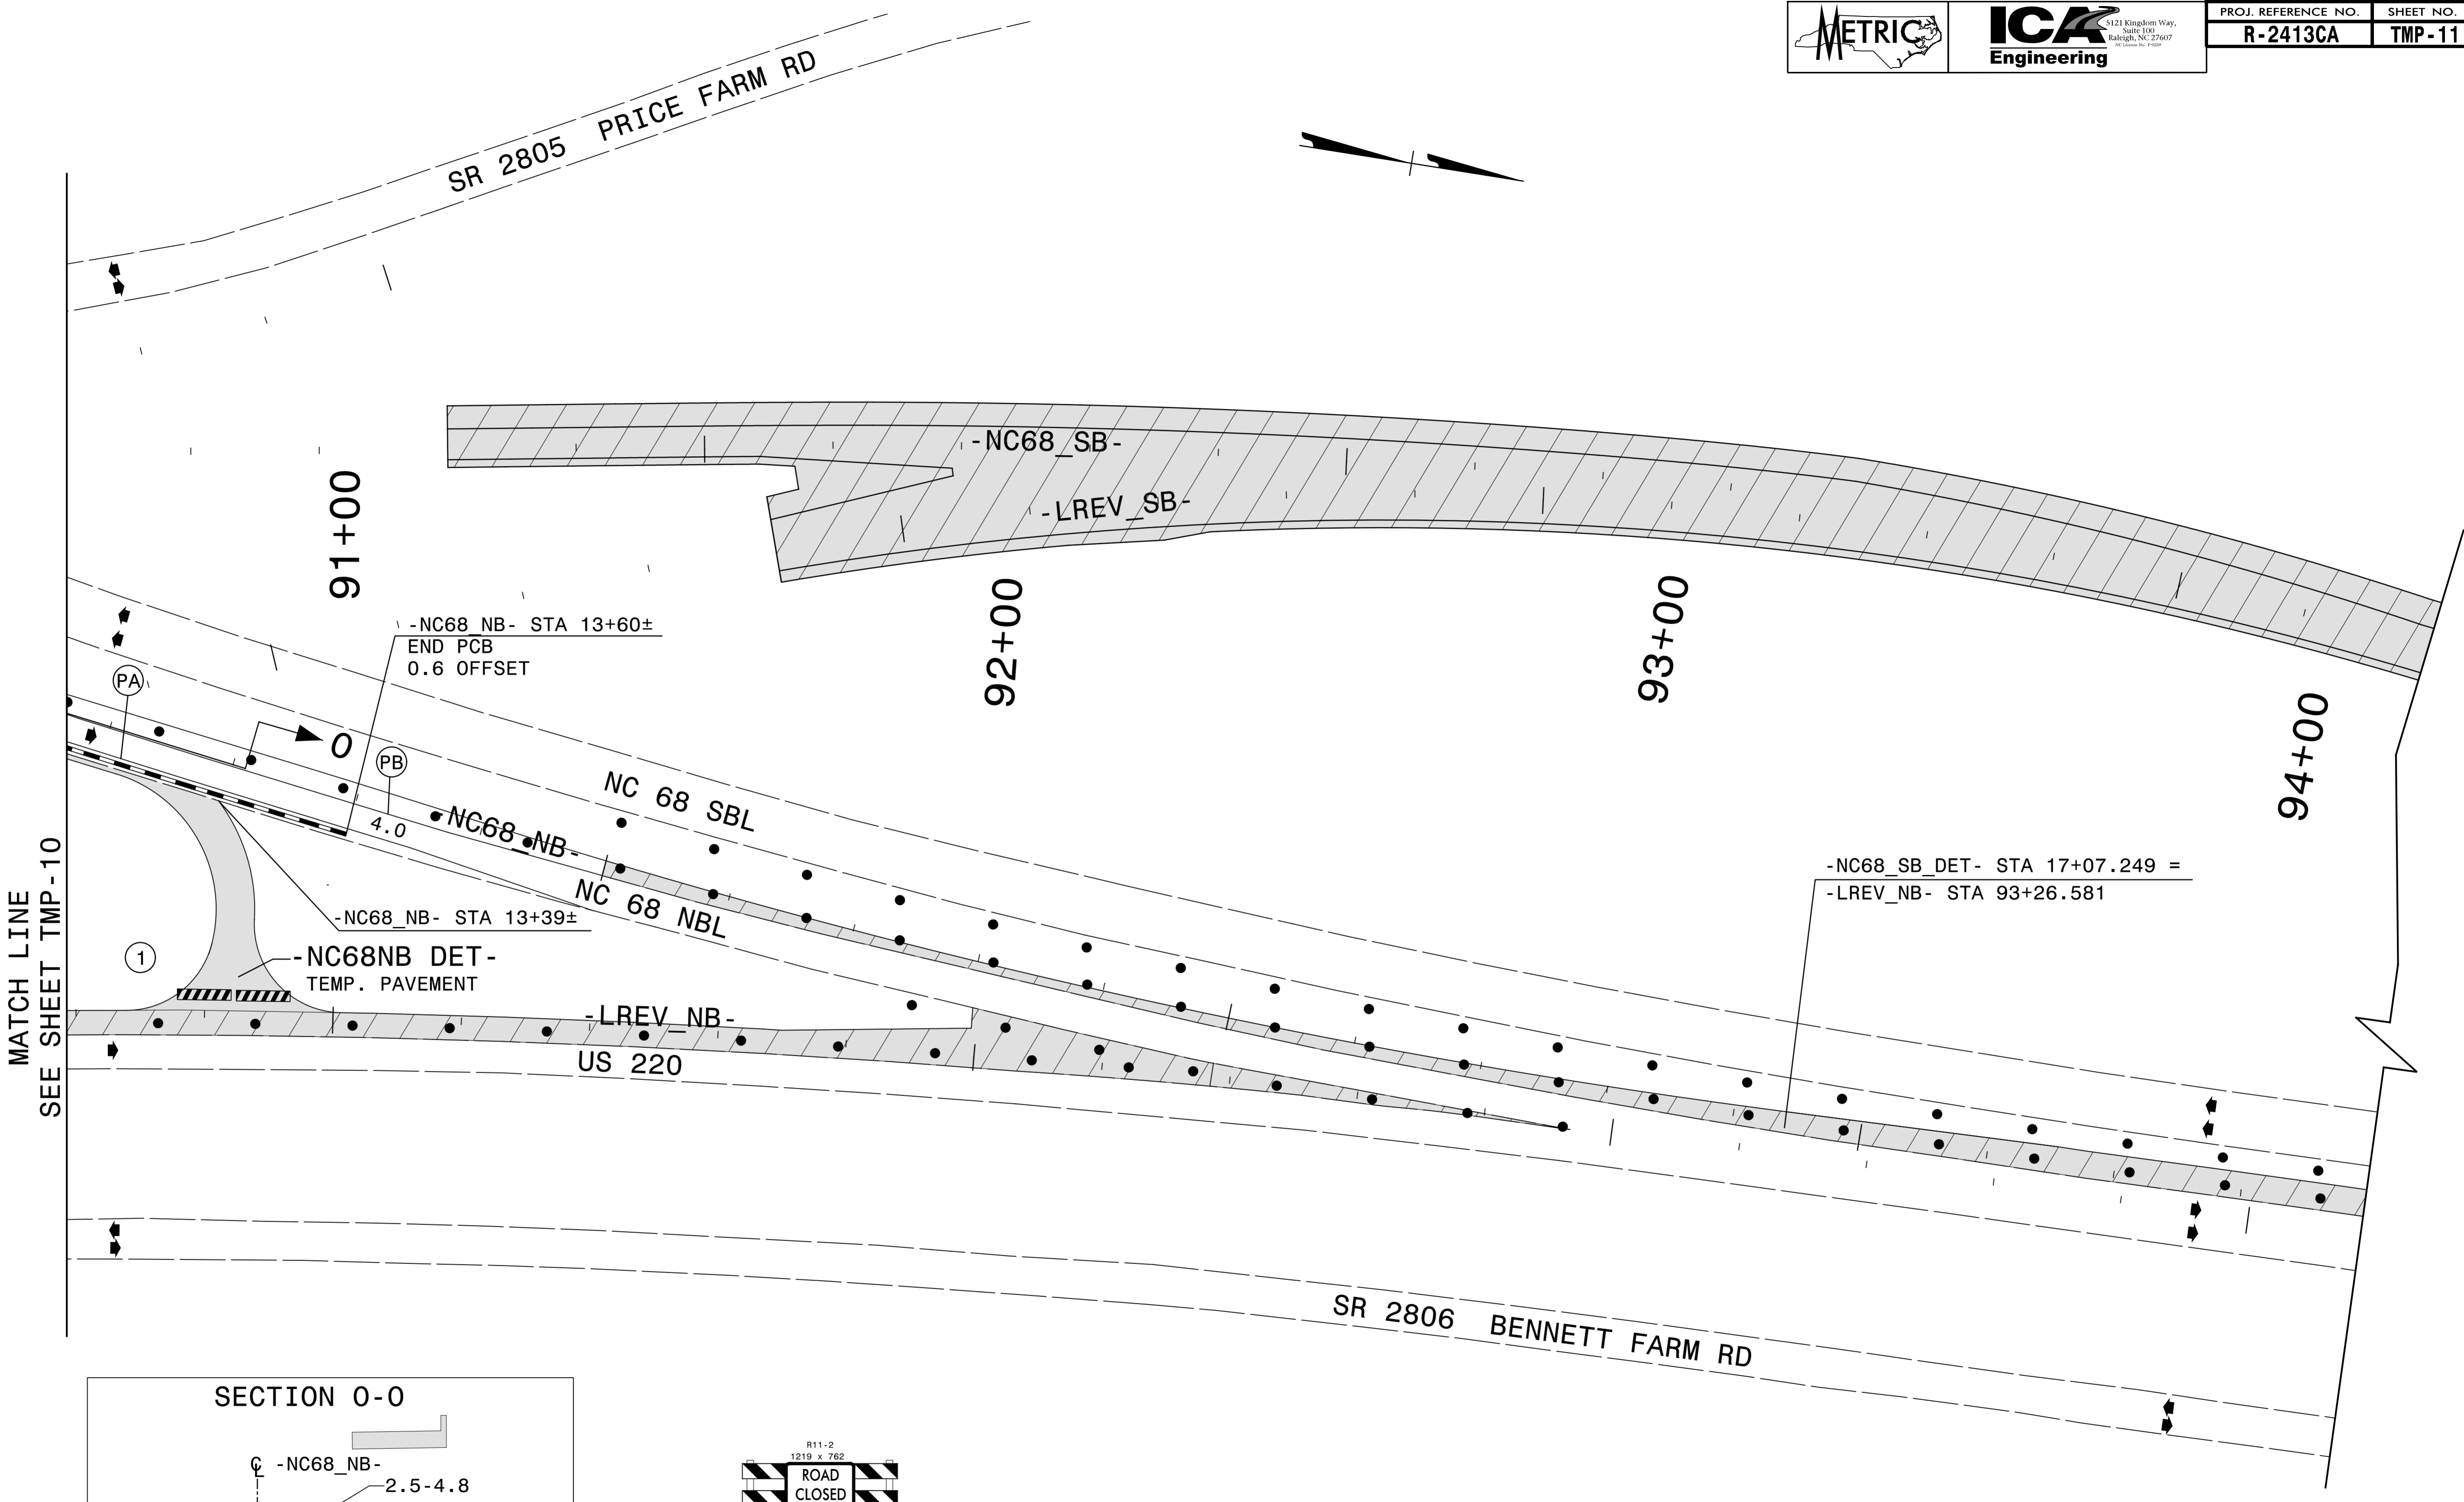 METRIC
ICA
Engineering
5121 Kingdom Way,
Suite 100
Raleigh, NC 27607
PROJ. REFERENCE NO.
SHEET NO.
R-2413CA
TMP-11
SR 2805 PRICE FARM RD
-NC68_SB-
-LREV_SB-
91+00
92+00
93+00
94+00
-NC68_NB- STA 13+60±
END PCB
0.6 OFFSET
PA
O
PB
4.0
-NC68_NB-
NC 68 SBL
NC 68 NBL
-NC68_SB_DET- STA 17+07.249 =
-LREV_NB- STA 93+26.581
MATCH LINE
SEE SHEET TMP-10
-NC68_NB- STA 13+39±
1
-NC68NB DET-
TEMP. PAVEMENT
-LREV_NB-
US 220
SR 2806 BENNETT FARM RD
SECTION O-O
℄ -NC68_NB-
2.5-4.8
R11-2
1219 x 762
ROAD
CLOSED